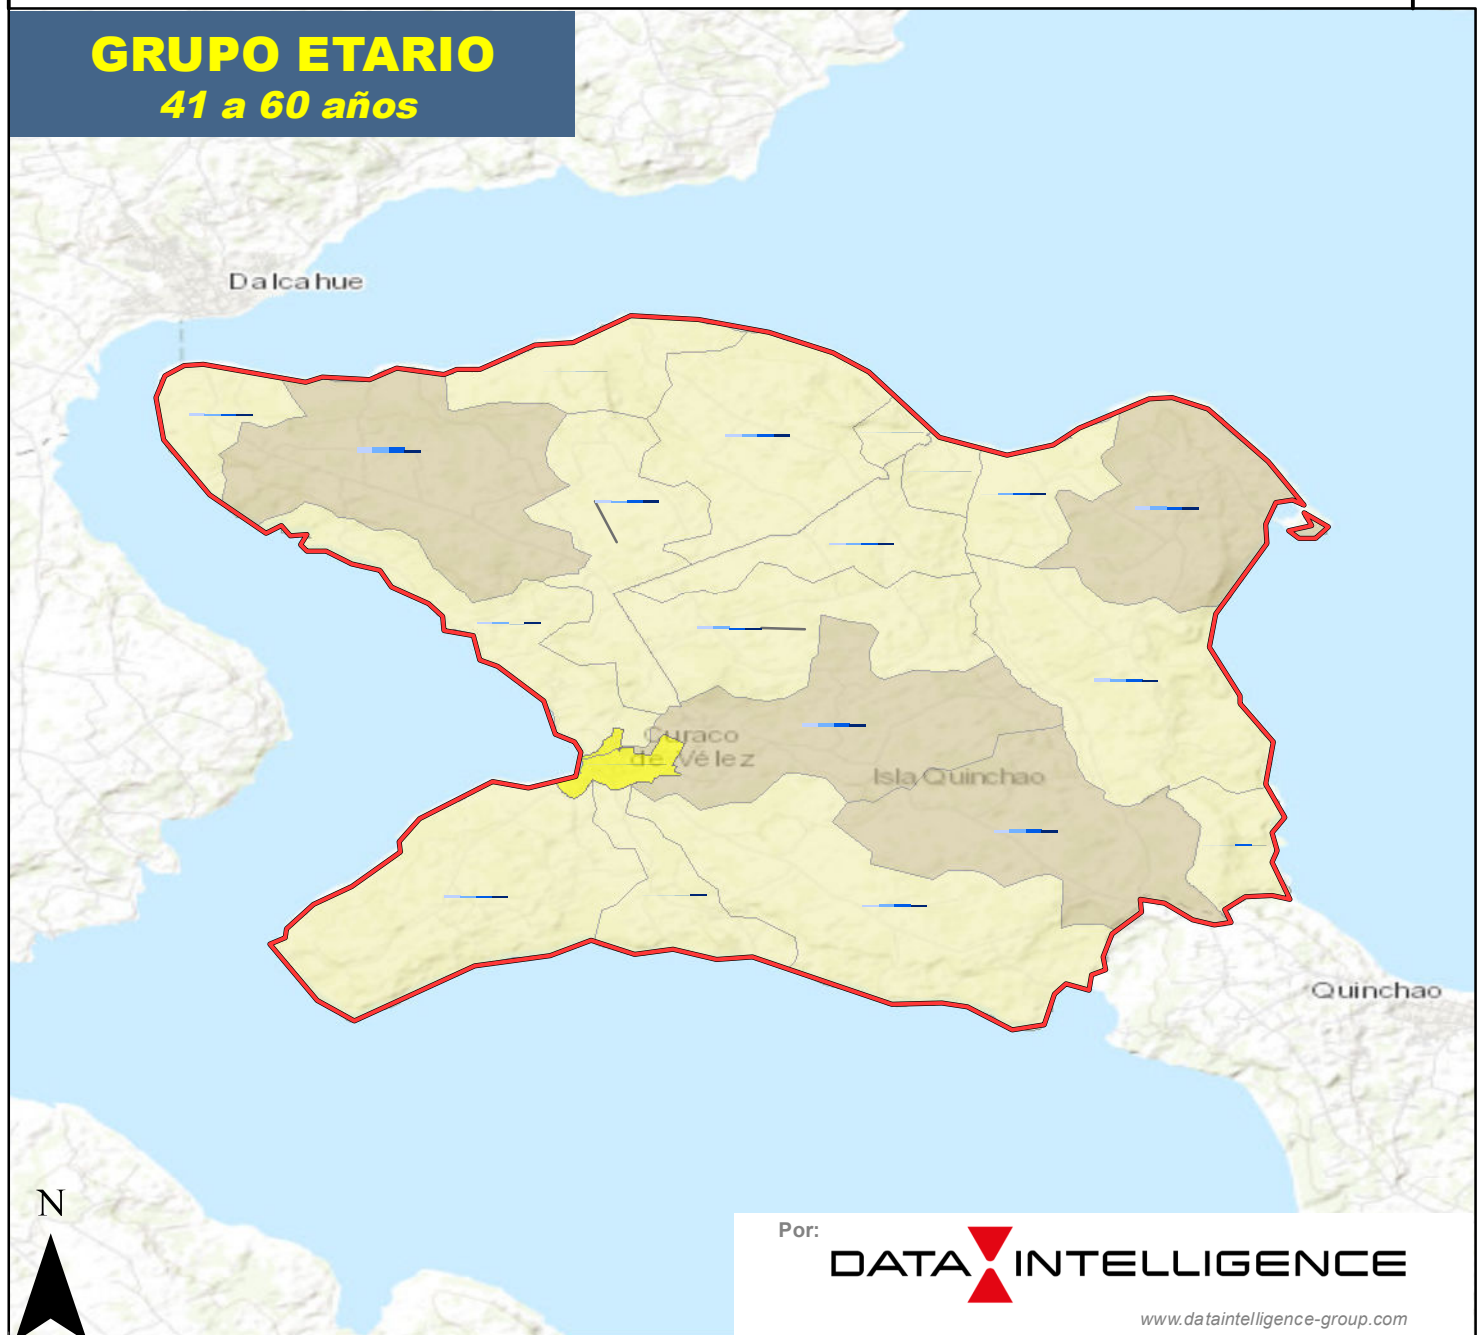 GRUPO ETARIO
41 a 60 años
Dalcahue
Curaco
de Vélez
Isla Quinchao
Quinchao
N
Por:
DATA INTELLIGENCE
www.dataintelligence-group.com